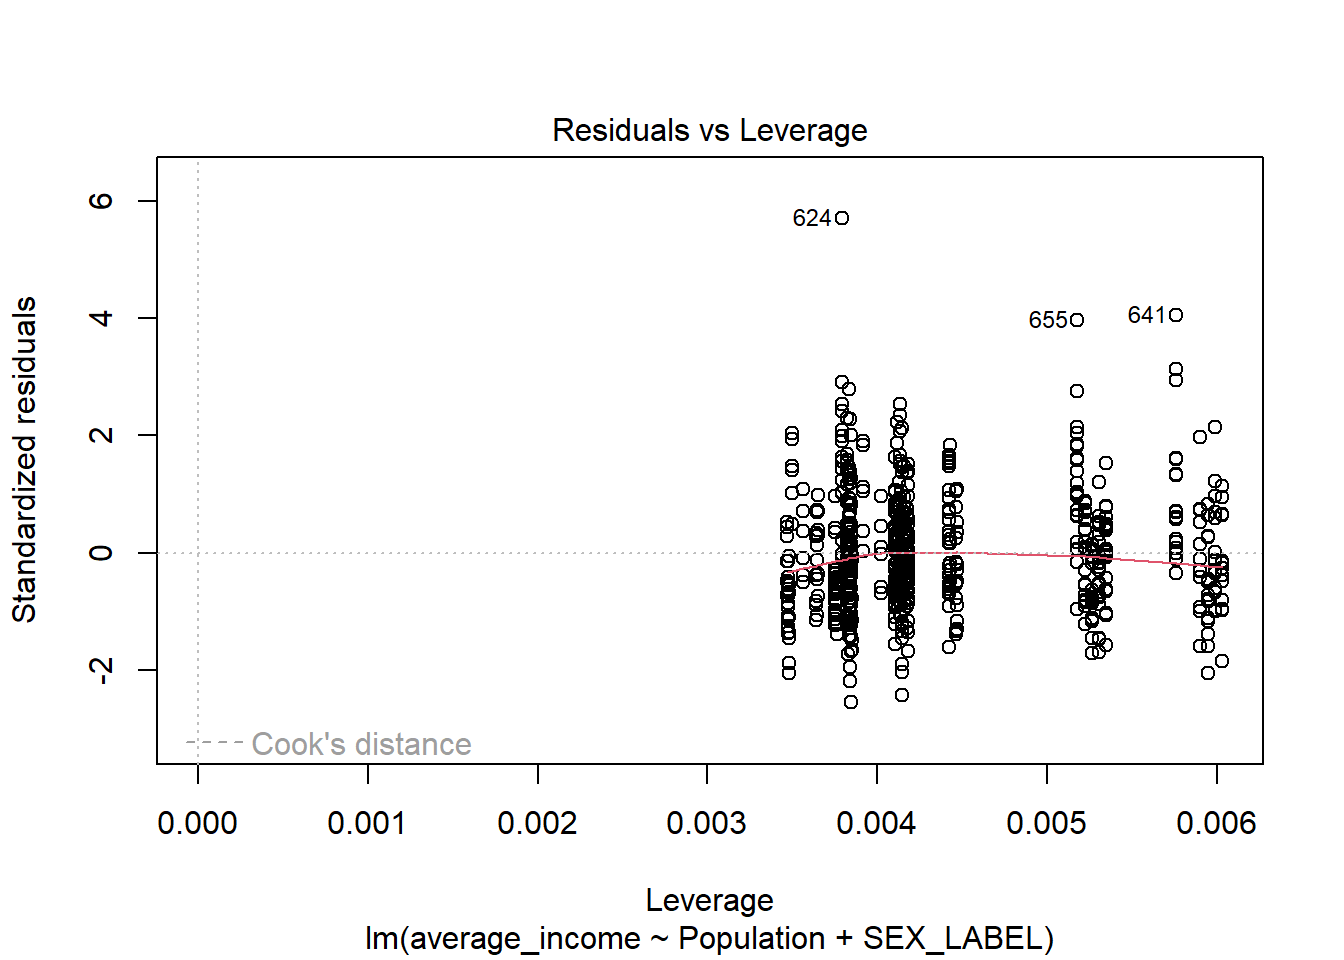 Residuals vs Leverage
Standardized residuals
6
4
2
0
-2
624
655
641
Cook's distance
0.000 0.001 0.002 0.003 0.004 0.005 0.006
Leverage
lm(average_income ~ Population + SEX_LABEL)